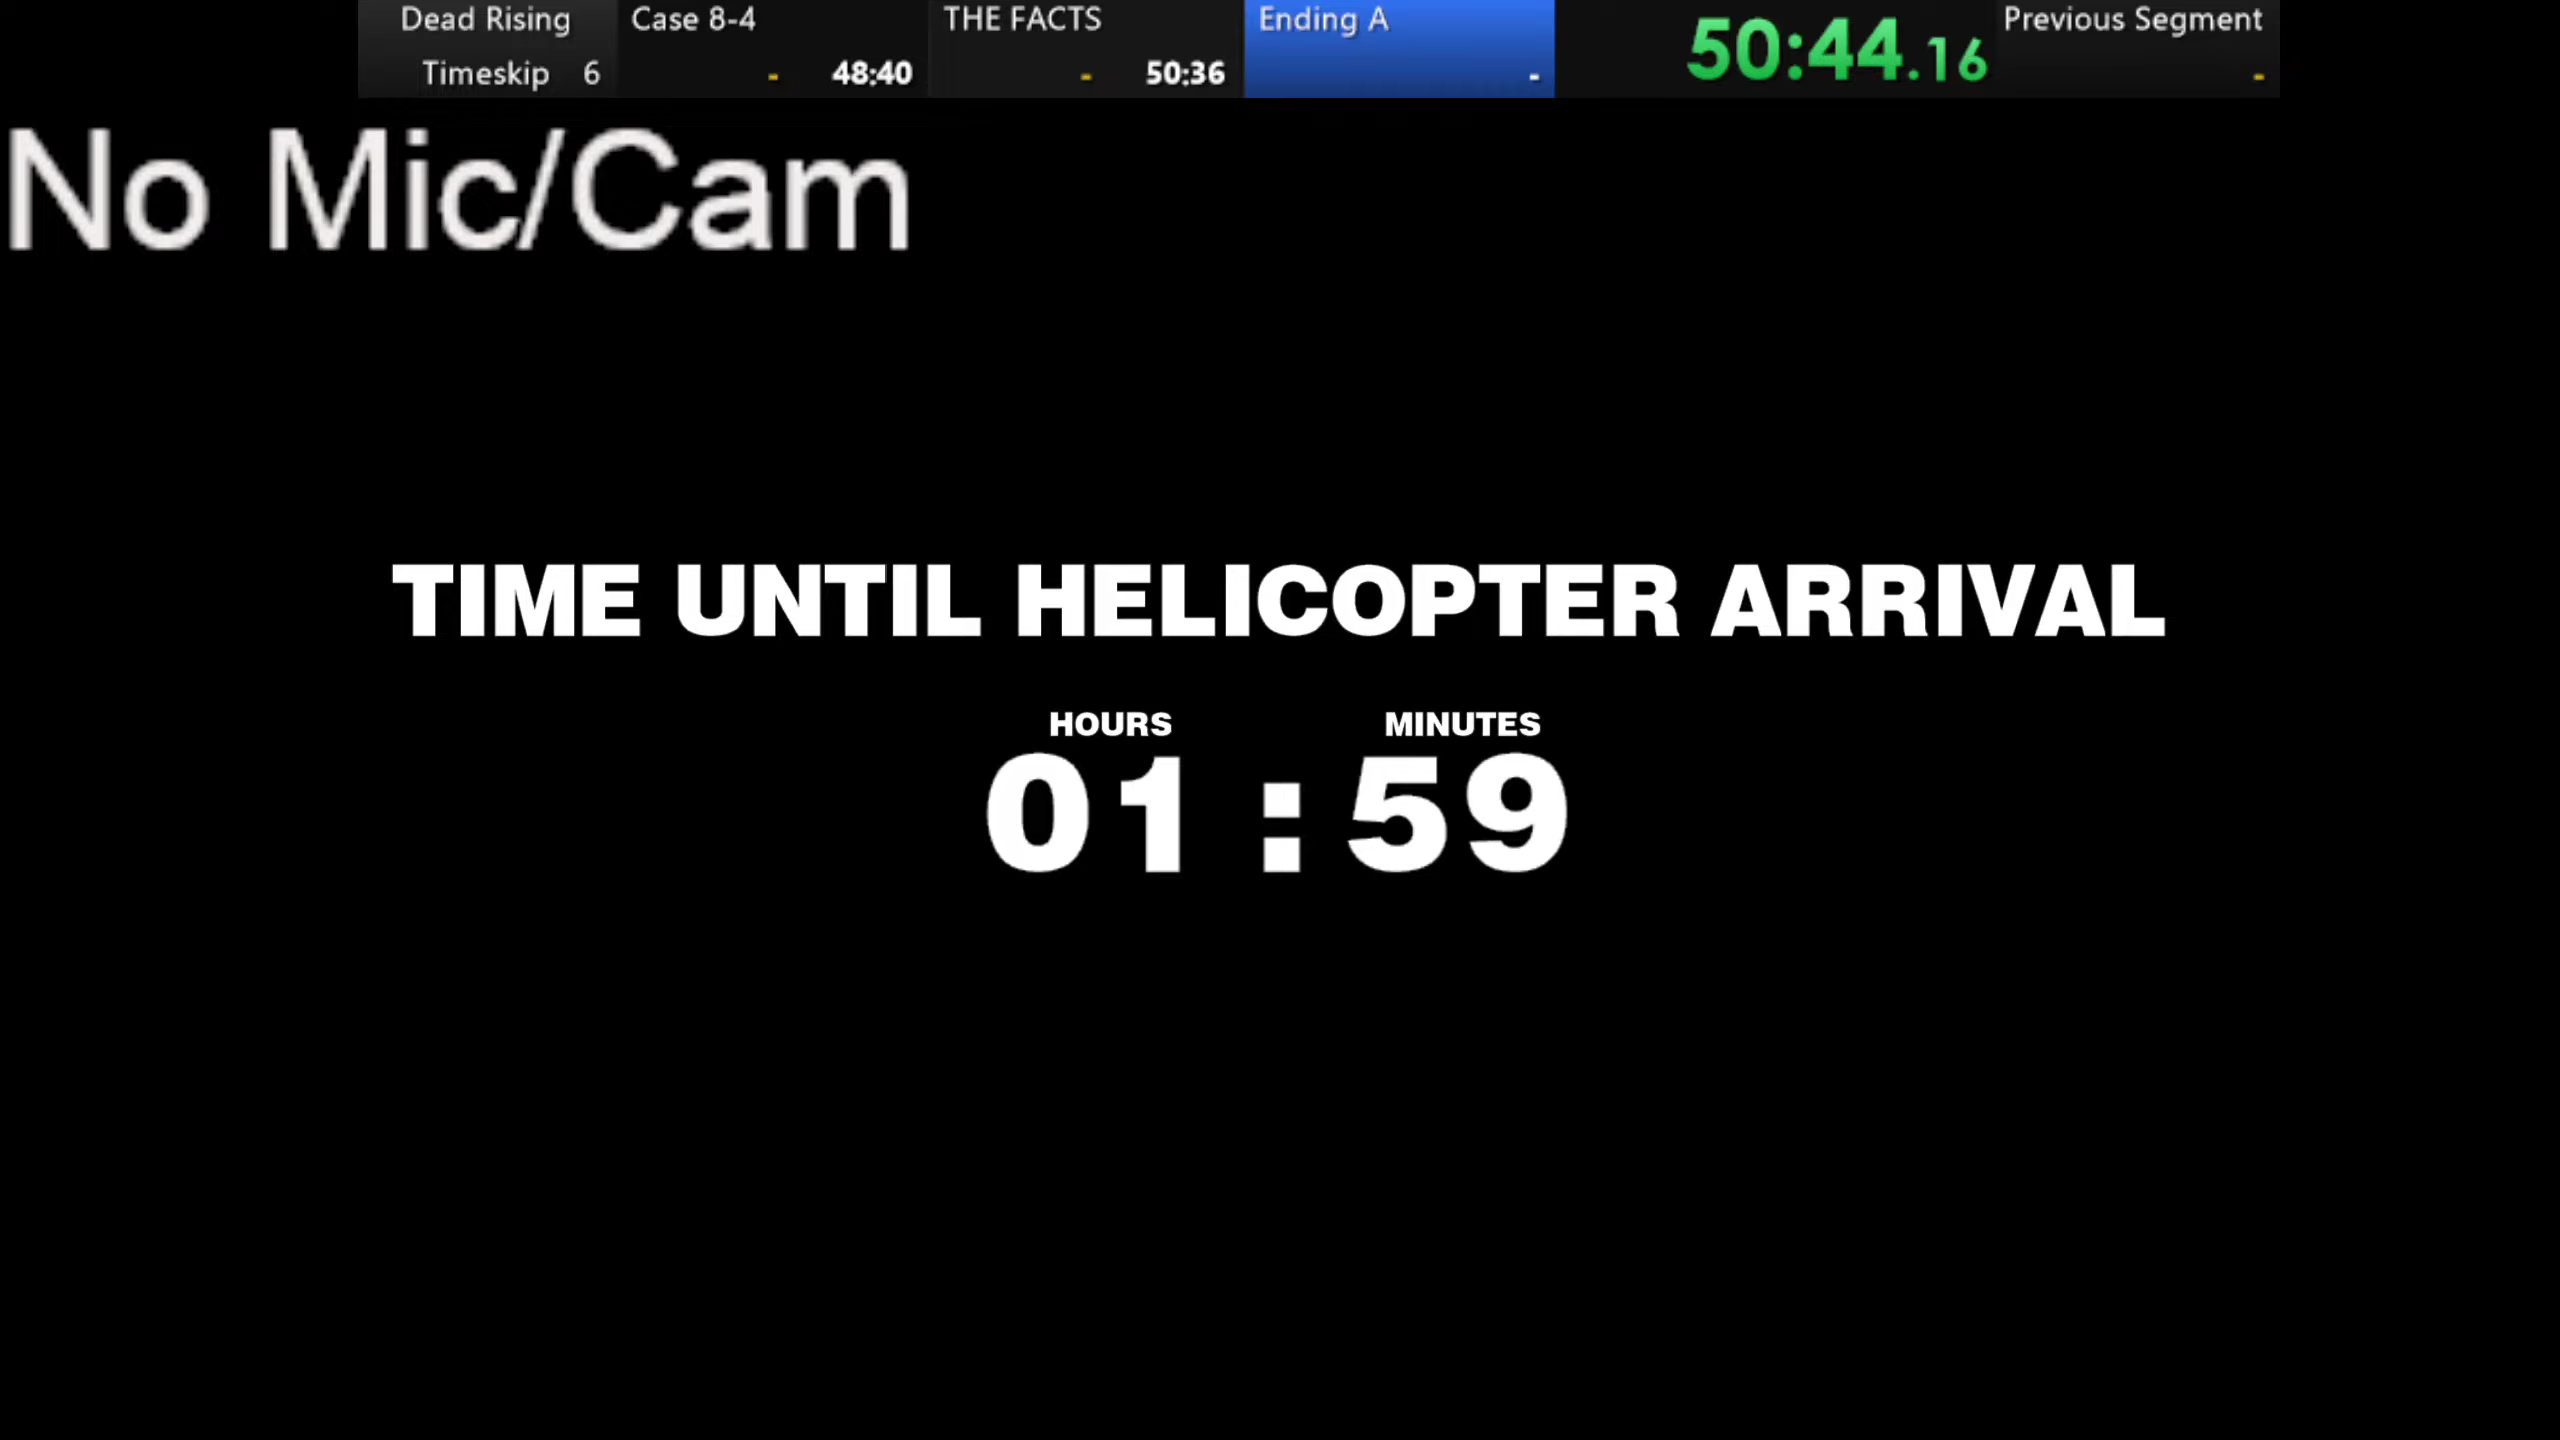 Dead Rising
Timeskip 6
Case 8-4
- 48:40
THE FACTS
- 50:36
Ending A
-
50:44.16
Previous Segment
-
No Mic/Cam
TIME UNTIL HELICOPTER ARRIVAL
HOURS MINUTES
01:59